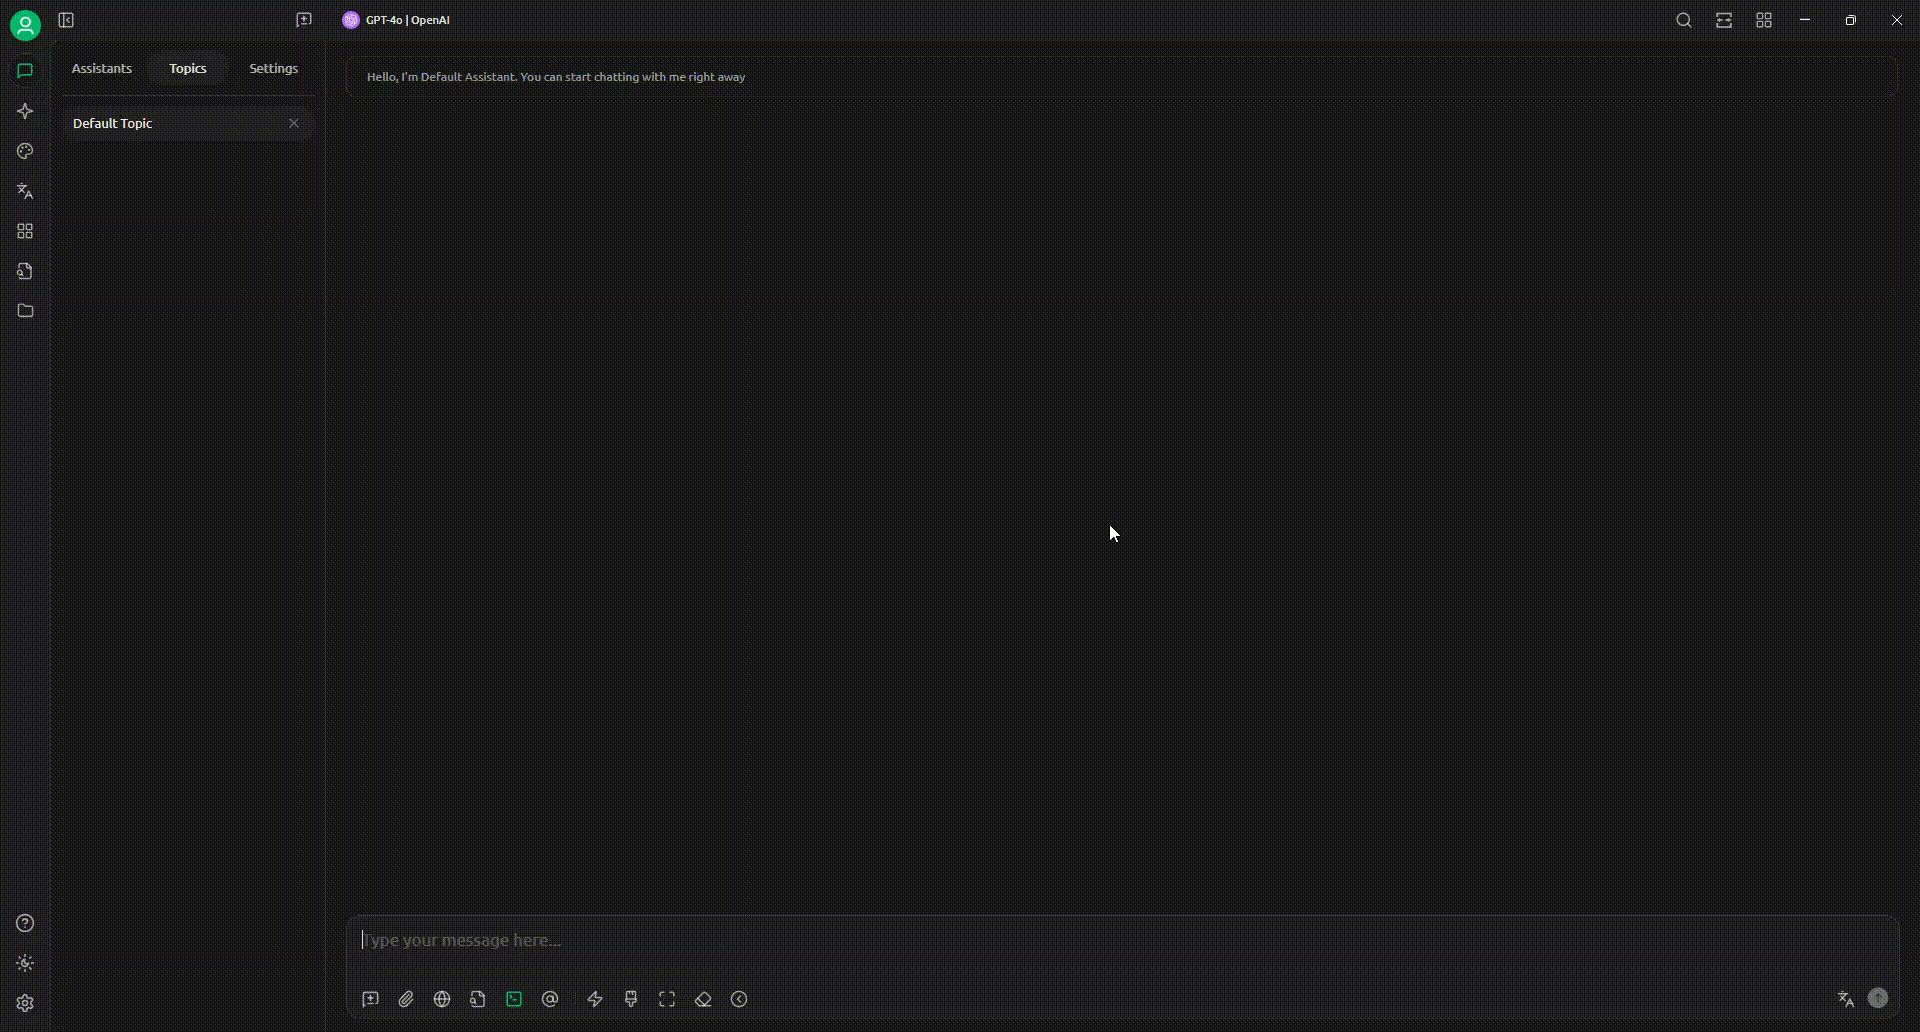 GPT-4o | OpenAI
Assistants
Topics
Settings
Hello, I'm Default Assistant. You can start chatting with me right away
Default Topic
Type your message here...